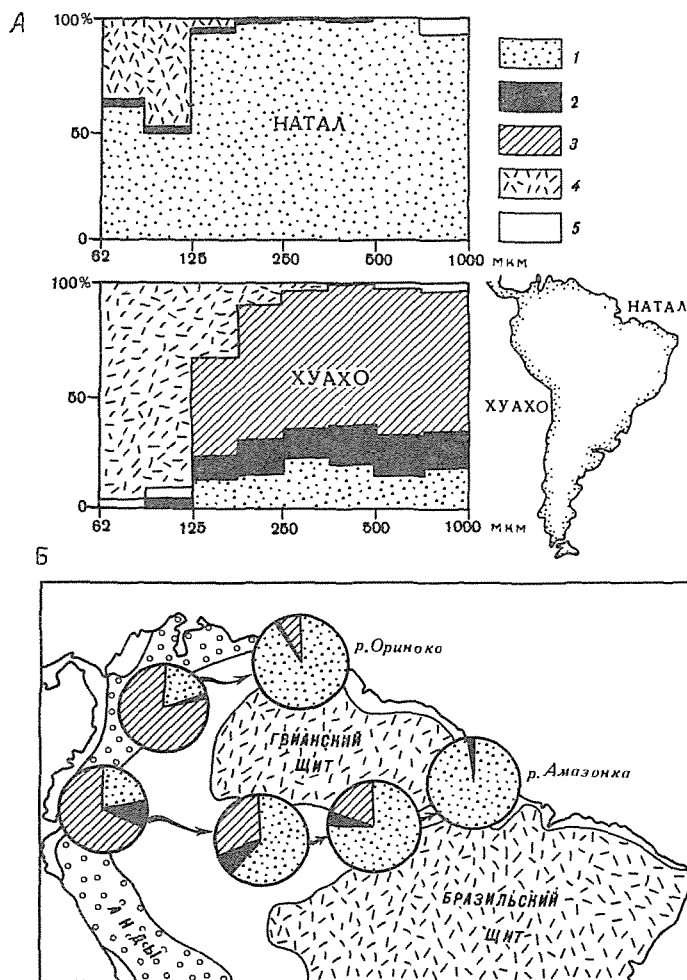 А
100%
50
0
62 125 250 500 1000 мкм
НАТАЛ
1
2
3
4
5
100%
50
0
62 125 250 500 1000 мкм
ХУАХО
НАТАЛ
ХУАХО
Б
р. Ориноко
ГВИАНСКИЙ
ЩИТ
р. Амазонка
БРАЗИЛЬСКИЙ
ЩИТ
АНДЫ